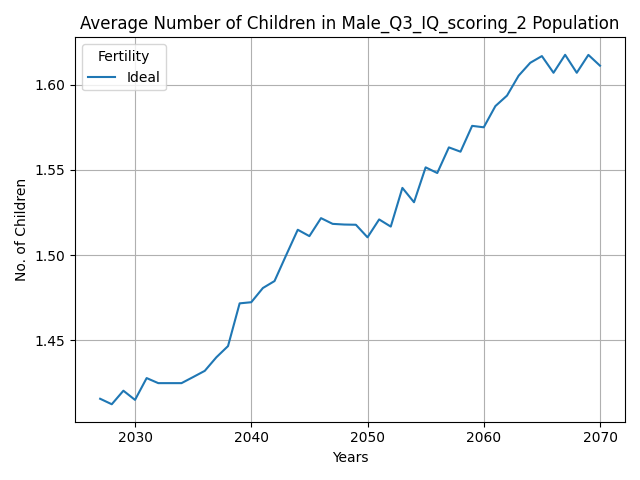 Average Number of Children in Male_Q3_IQ_scoring_2 Population
Fertility
Ideal
No. of Children
1.60
1.55
1.50
1.45
2030 2040 2050 2060 2070
Years